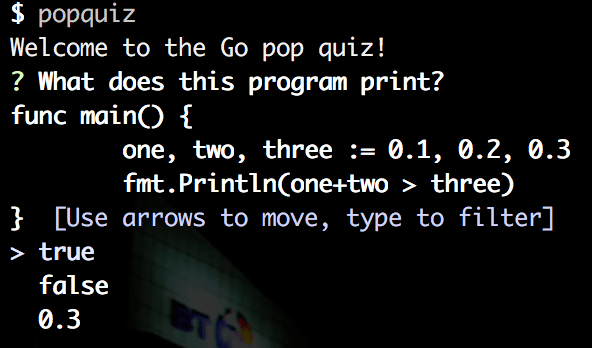 $ popquiz
Welcome to the Go pop quiz!
? What does this program print?
func main() {
        one, two, three := 0.1, 0.2, 0.3
        fmt.Println(one+two > three)
}  [Use arrows to move, type to filter]
> true
  false
  0.3
BT